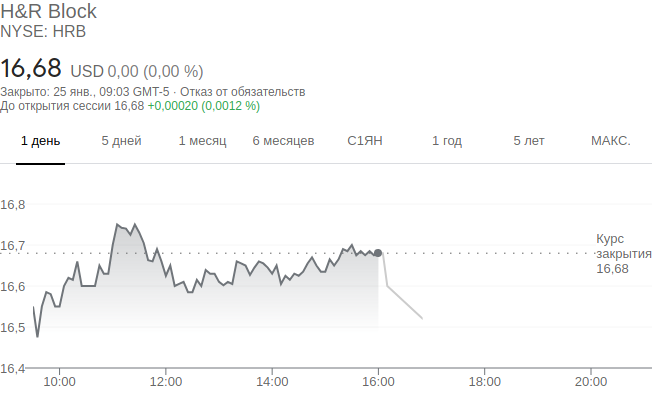 H&R Block
NYSE: HRB
16,68 USD 0,00 (0,00 %)
Закрыто: 25 янв., 09:03 GMT-5 · Отказ от обязательств
До открытия сессии 16,68 +0,00020 (0,0012 %)
1 день 5 дней 1 месяц 6 месяцев С1ЯН 1 год 5 лет МАКС.
16,8
16,7
Курс
закрытия
16,68
16,6
16,5
16,4
10:00 12:00 14:00 16:00 18:00 20:00